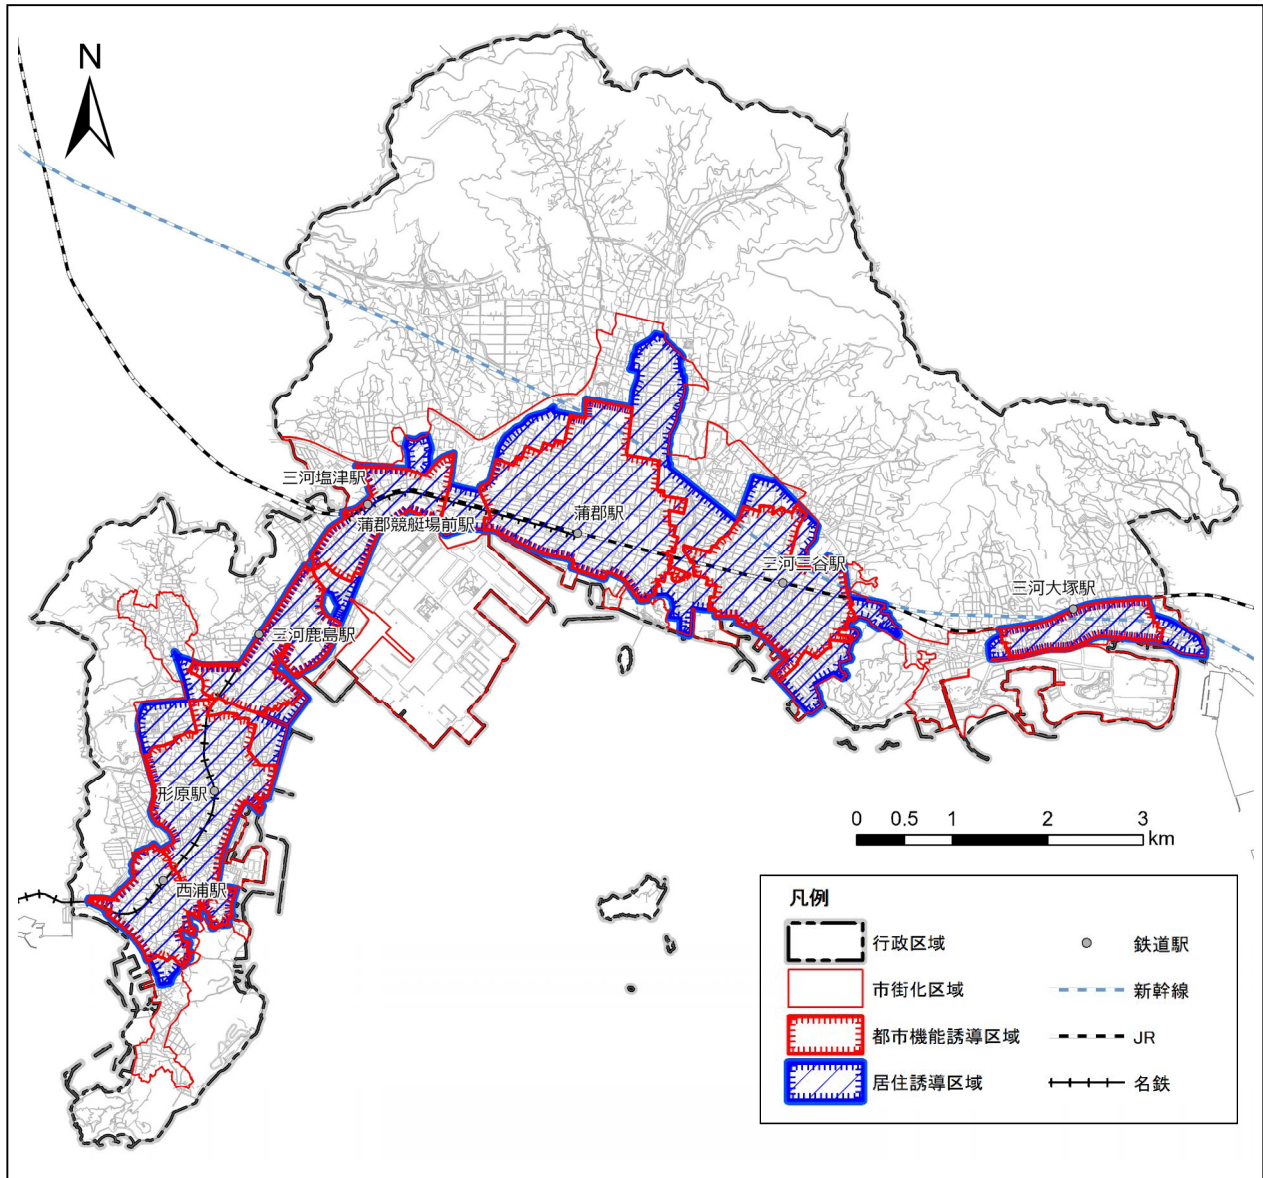 N
三河塩津駅
蒲郡競艇場前駅
蒲郡駅
三河三谷駅
三河大塚駅
三河鹿島駅
形原駅
西浦駅
0 0.5 1 2 3
km
凡例
行政区域
鉄道駅
市街化区域
新幹線
都市機能誘導区域
JR
居住誘導区域
名鉄